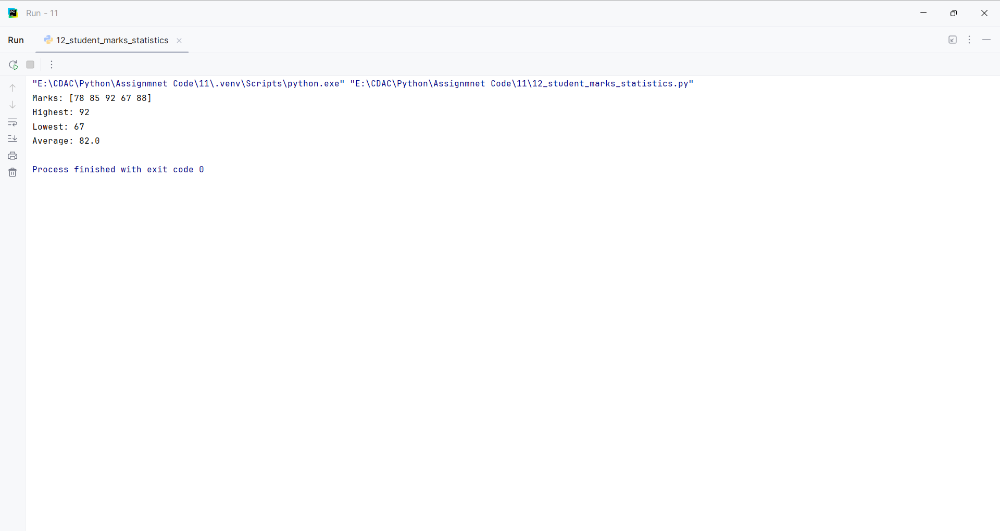 Run - 11
Run 12_student_marks_statistics
"E:\CDAC\Python\Assignmnet Code\11\.venv\Scripts\python.exe" "E:\CDAC\Python\Assignmnet Code\11\12_student_marks_statistics.py"
Marks: [78 85 92 67 88]
Highest: 92
Lowest: 67
Average: 82.0
Process finished with exit code 0